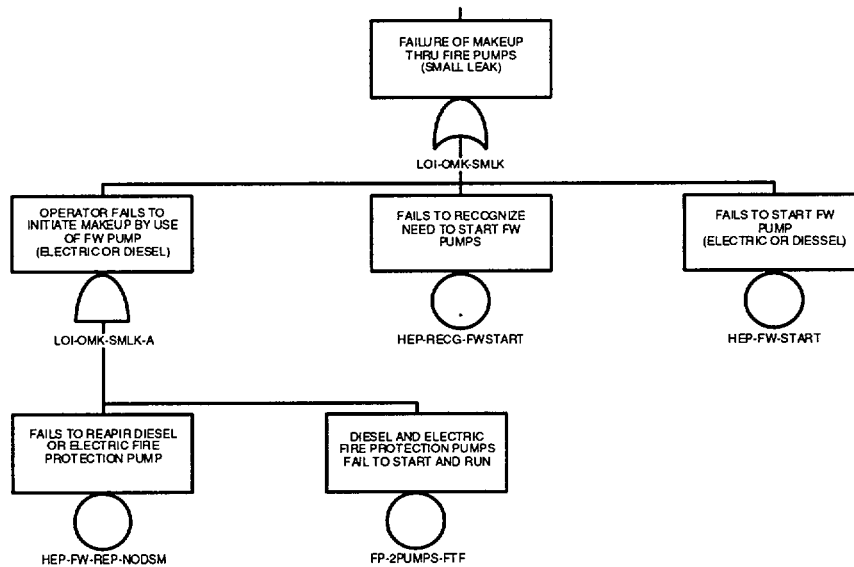 FAILURE OF MAKEUP
THRU FIRE PUMPS
(SMALL LEAK)
LOI-OMK-SMLK
OPERATOR FAILS TO
INITIATE MAKEUP BY USE
OF FW PUMP
(ELECTRIC OR DIESEL)
LOI-OMK-SMLK-A
FAILS TO RECOGNIZE
NEED TO START FW
PUMPS
HEP-RECG-FWSTART
FAILS TO START FW
PUMP
(ELECTRIC OR DIESSEL)
HEP-FW-START
FAILS TO REAPIR DIESEL
OR ELECTRIC FIRE
PROTECTION PUMP
HEP-FW-REP-NODSM
DIESEL AND ELECTRIC
FIRE PROTECTION PUMPS
FAIL TO START AND RUN
FP-2PUMPS-FTF